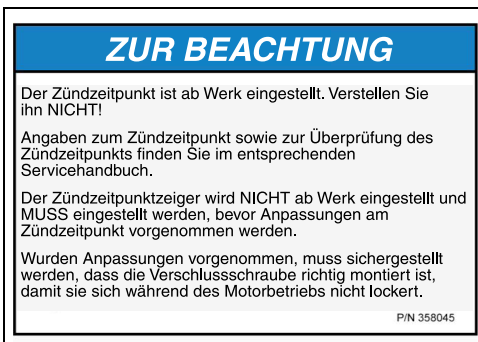 ZUR BEACHTUNG
Der Zündzeitpunkt ist ab Werk eingestellt. Verstellen Sie
ihn NICHT!
Angaben zum Zündzeitpunkt sowie zur Überprüfung des
Zündzeitpunkts finden Sie im entsprechenden
Servicehandbuch.
Der Zündzeitpunktzeiger wird NICHT ab Werk eingestellt und
MUSS eingestellt werden, bevor Anpassungen am
Zündzeitpunkt vorgenommen werden.
Wurden Anpassungen vorgenommen, muss sichergestellt
werden, dass die Verschlussschraube richtig montiert ist,
damit sie sich während des Motorbetriebs nicht lockert.
P/N 358045